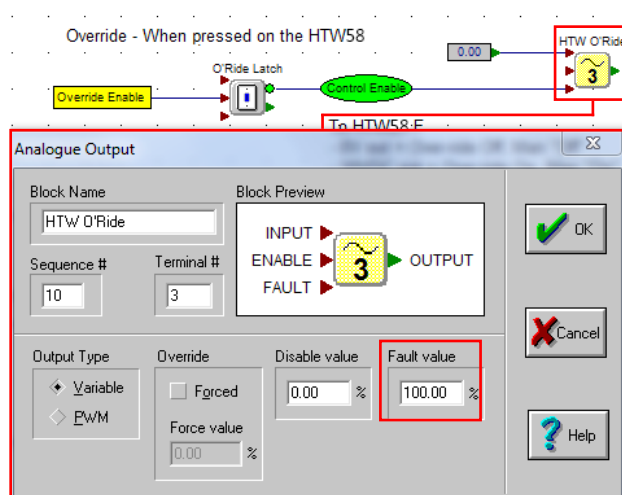 Override - When pressed on the HTW58
0.00
HTW O'Ride
O'Ride Latch
3
Override Enable
Control Enable
To HTW58:E
Analogue Output
Block Name
Block Preview
HTW O'Ride
INPUT
ENABLE
FAULT
3
OUTPUT
OK
Sequence #
Terminal #
10
3
Cancel
Output Type
Override
Disable value
Fault value
Variable
Forced
0.00 %
100.00 %
PWM
Force value
0.00 %
Help